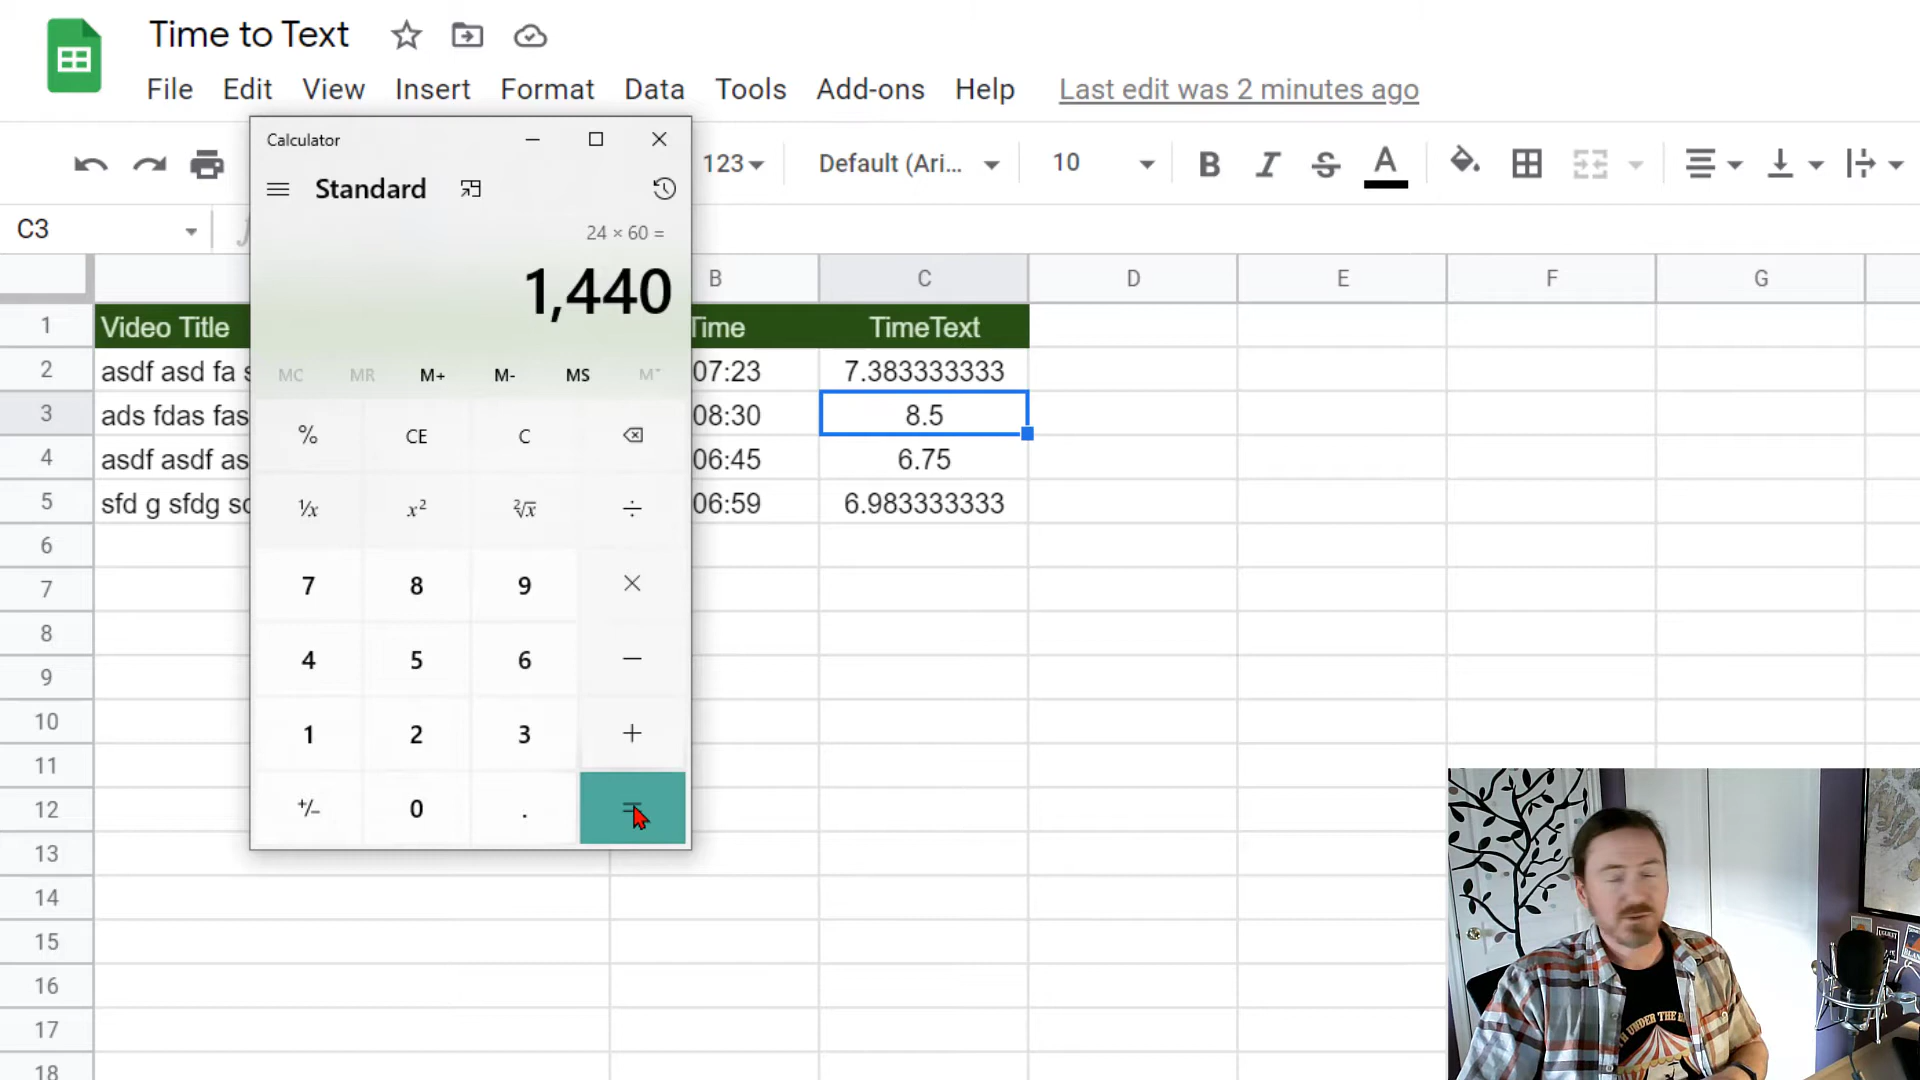 Time to Text
File Edit View Insert Format Data Tools Add-ons Help Last edit was 2 minutes ago
123 Default (Ari... 10 B I S A
C3
Calculator
Standard
24 × 60 =
1,440
MC MR M+ M- MS M˅
% CE C
¹/x x² ²√x ÷
7 8 9 ×
4 5 6 −
1 2 3 +
+/− 0 . =
B C D E F G
1 Video Title Time TimeText
2 asdf asd fa 07:23 7.383333333
3 ads fdas fas 08:30 8.5
4 asdf asdf as 06:45 6.75
5 sfd g sfdg 06:59 6.983333333
6
7
8
9
10
11
12
13
14
15
16
17
18
UNDER THE